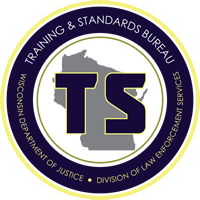 TRAINING & STANDARDS BUREAU
TS
WISCONSIN DEPARTMENT OF JUSTICE • DIVISION OF LAW ENFORCEMENT SERVICES